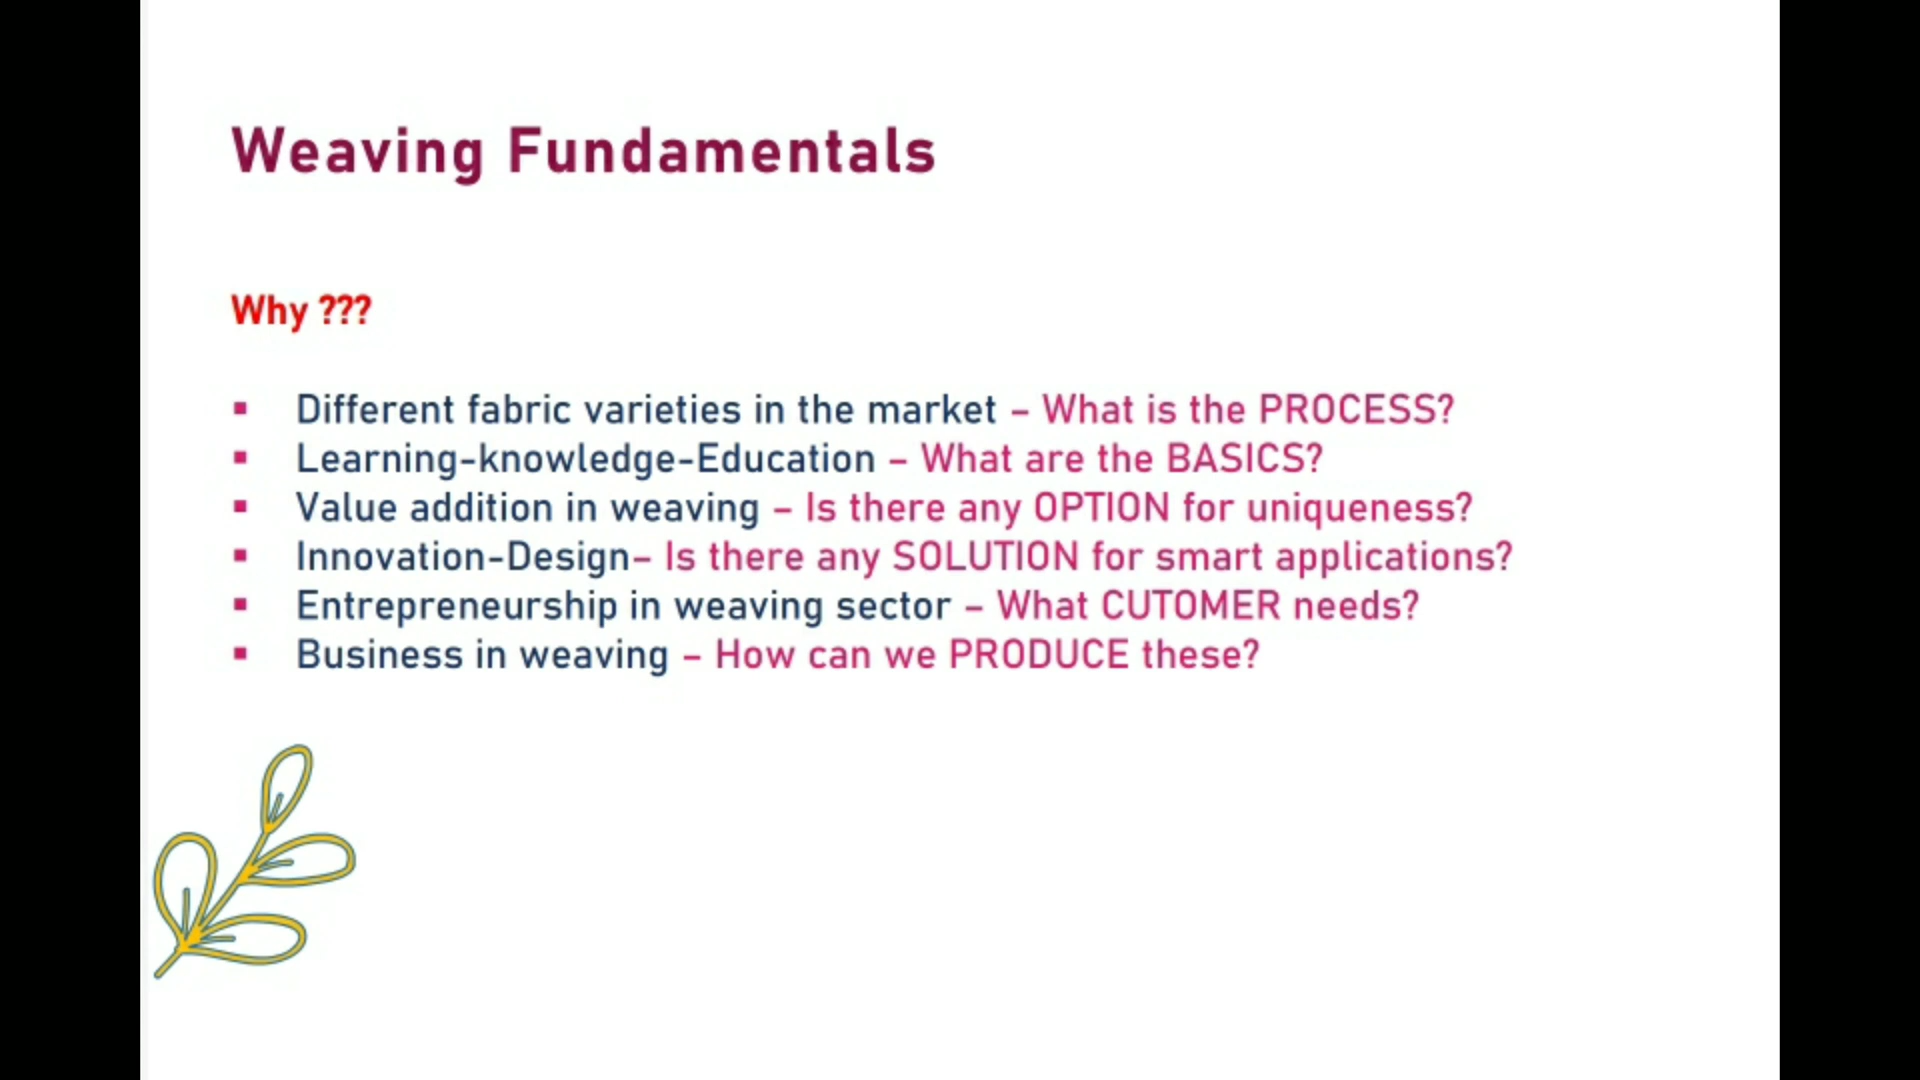 Weaving Fundamentals
Why ???
▪ Different fabric varieties in the market – What is the PROCESS?
▪ Learning-knowledge-Education – What are the BASICS?
▪ Value addition in weaving – Is there any OPTION for uniqueness?
▪ Innovation-Design– Is there any SOLUTION for smart applications?
▪ Entrepreneurship in weaving sector – What CUTOMER needs?
▪ Business in weaving – How can we PRODUCE these?